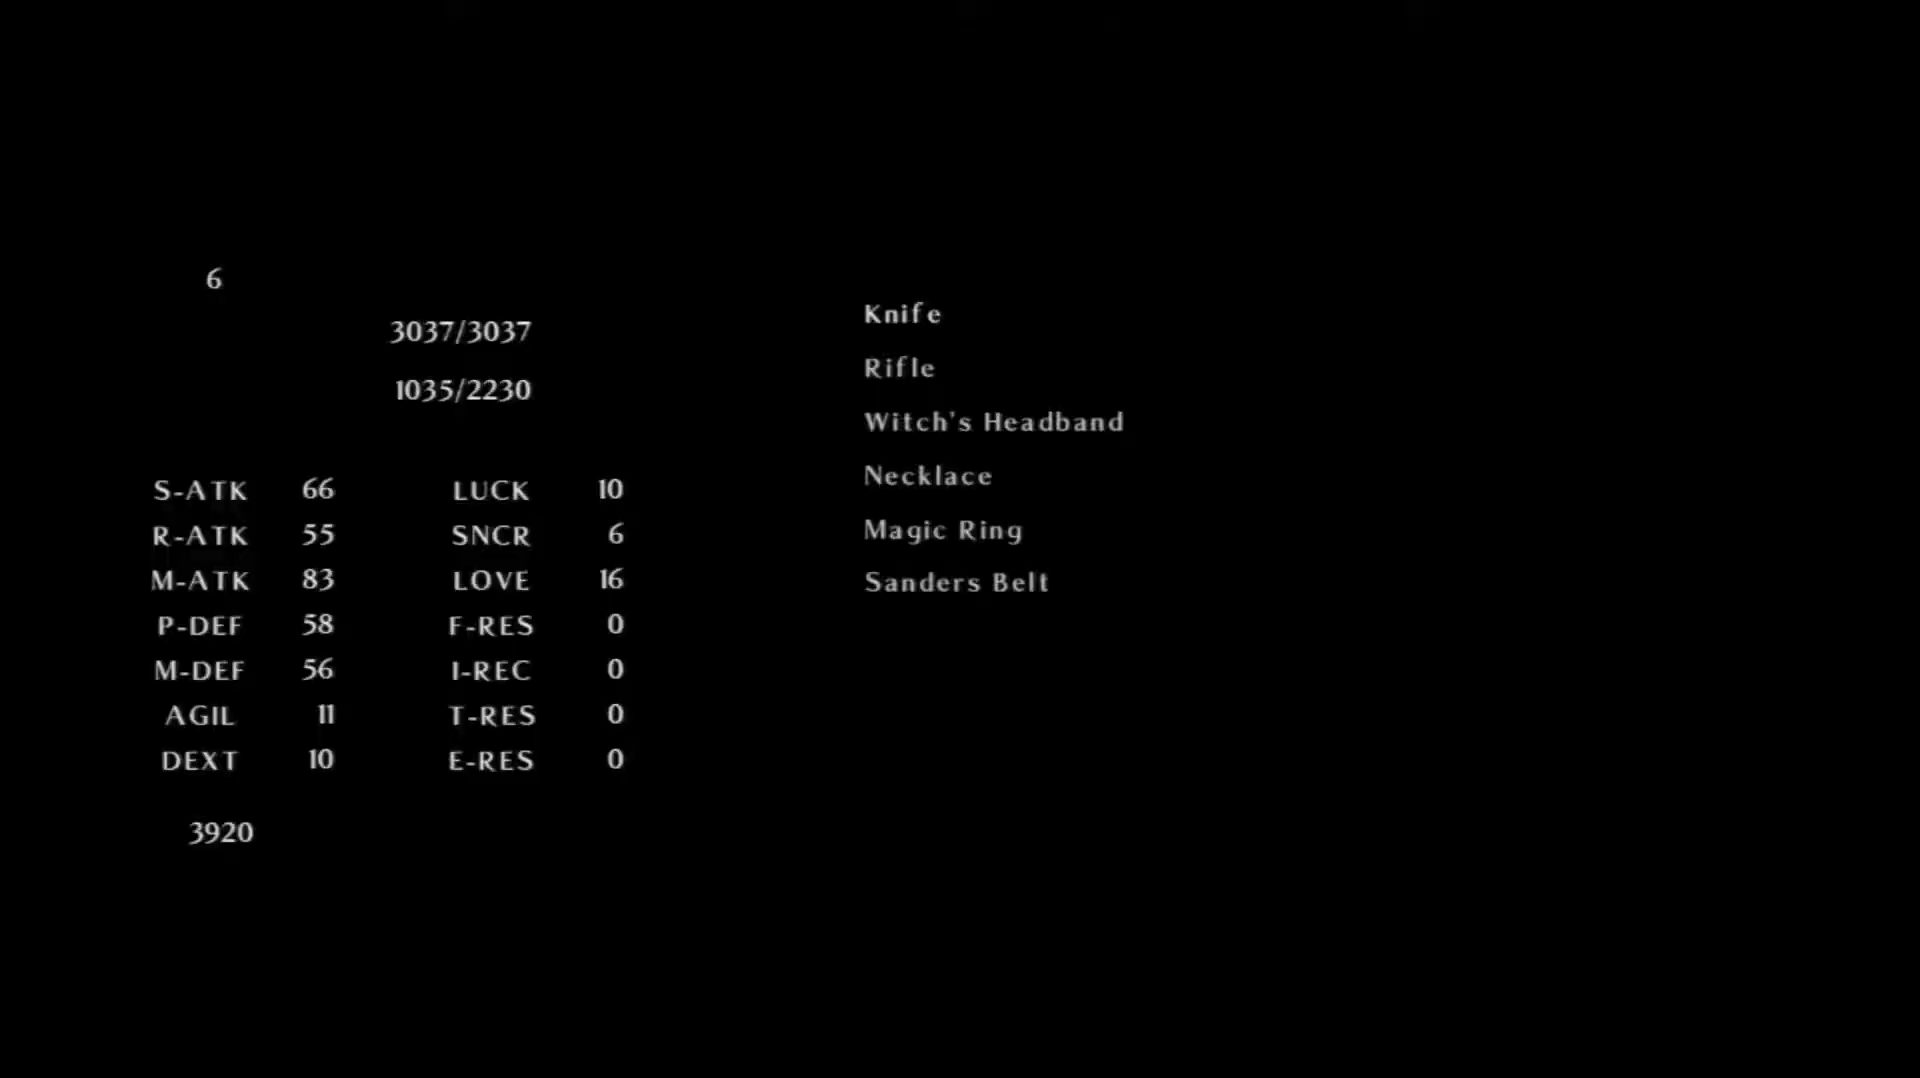 6
3037/3037
1035/2230
S-ATK 66 LUCK 10
R-ATK 55 SNCR 6
M-ATK 83 LOVE 16
P-DEF 58 F-RES 0
M-DEF 56 I-REC 0
AGIL 11 T-RES 0
DEXT 10 E-RES 0
3920
Knife
Rifle
Witch's Headband
Necklace
Magic Ring
Sanders Belt